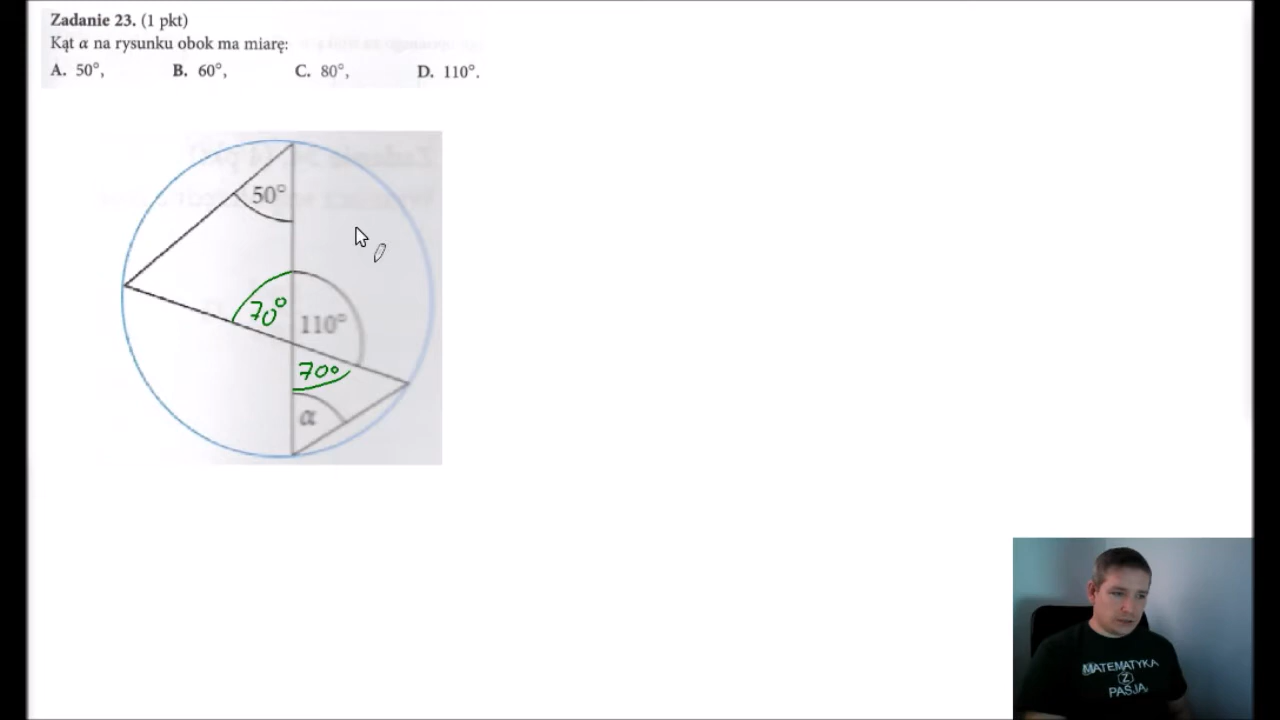 Zadanie 23. (1 pkt)
Kąt α na rysunku obok ma miarę:
A. 50°, B. 60°, C. 80°, D. 110°.
50°
70°
110°
70°
α
MATEMATYKA
Z
PASJĄ